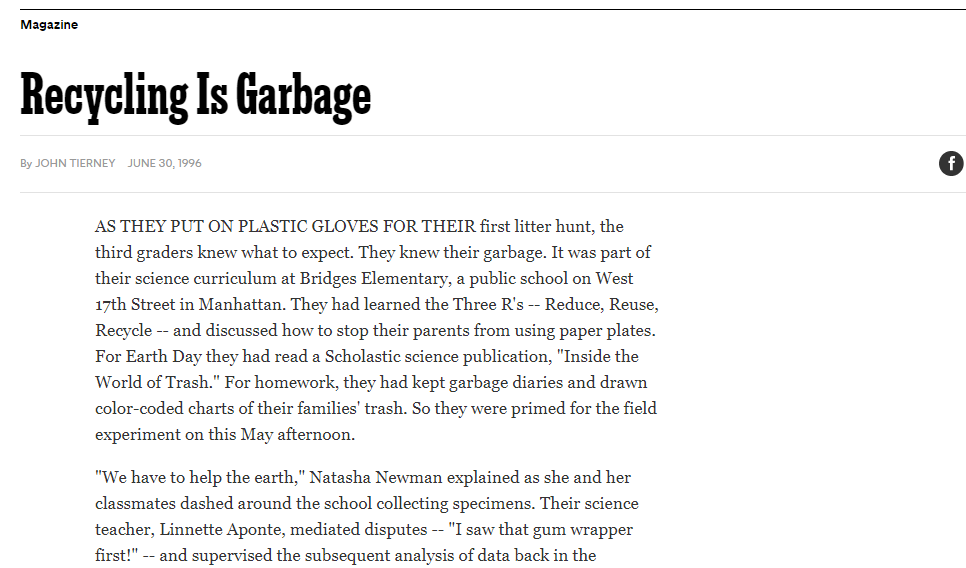 Magazine
Recycling Is Garbage
By JOHN TIERNEY JUNE 30, 1996
f
AS THEY PUT ON PLASTIC GLOVES FOR THEIR first litter hunt, the
third graders knew what to expect. They knew their garbage. It was part of
their science curriculum at Bridges Elementary, a public school on West
17th Street in Manhattan. They had learned the Three R's -- Reduce, Reuse,
Recycle -- and discussed how to stop their parents from using paper plates.
For Earth Day they had read a Scholastic science publication, "Inside the
World of Trash." For homework, they had kept garbage diaries and drawn
color-coded charts of their families' trash. So they were primed for the field
experiment on this May afternoon.
"We have to help the earth," Natasha Newman explained as she and her
classmates dashed around the school collecting specimens. Their science
teacher, Linnette Aponte, mediated disputes -- "I saw that gum wrapper
first!" -- and supervised the subsequent analysis of data back in the